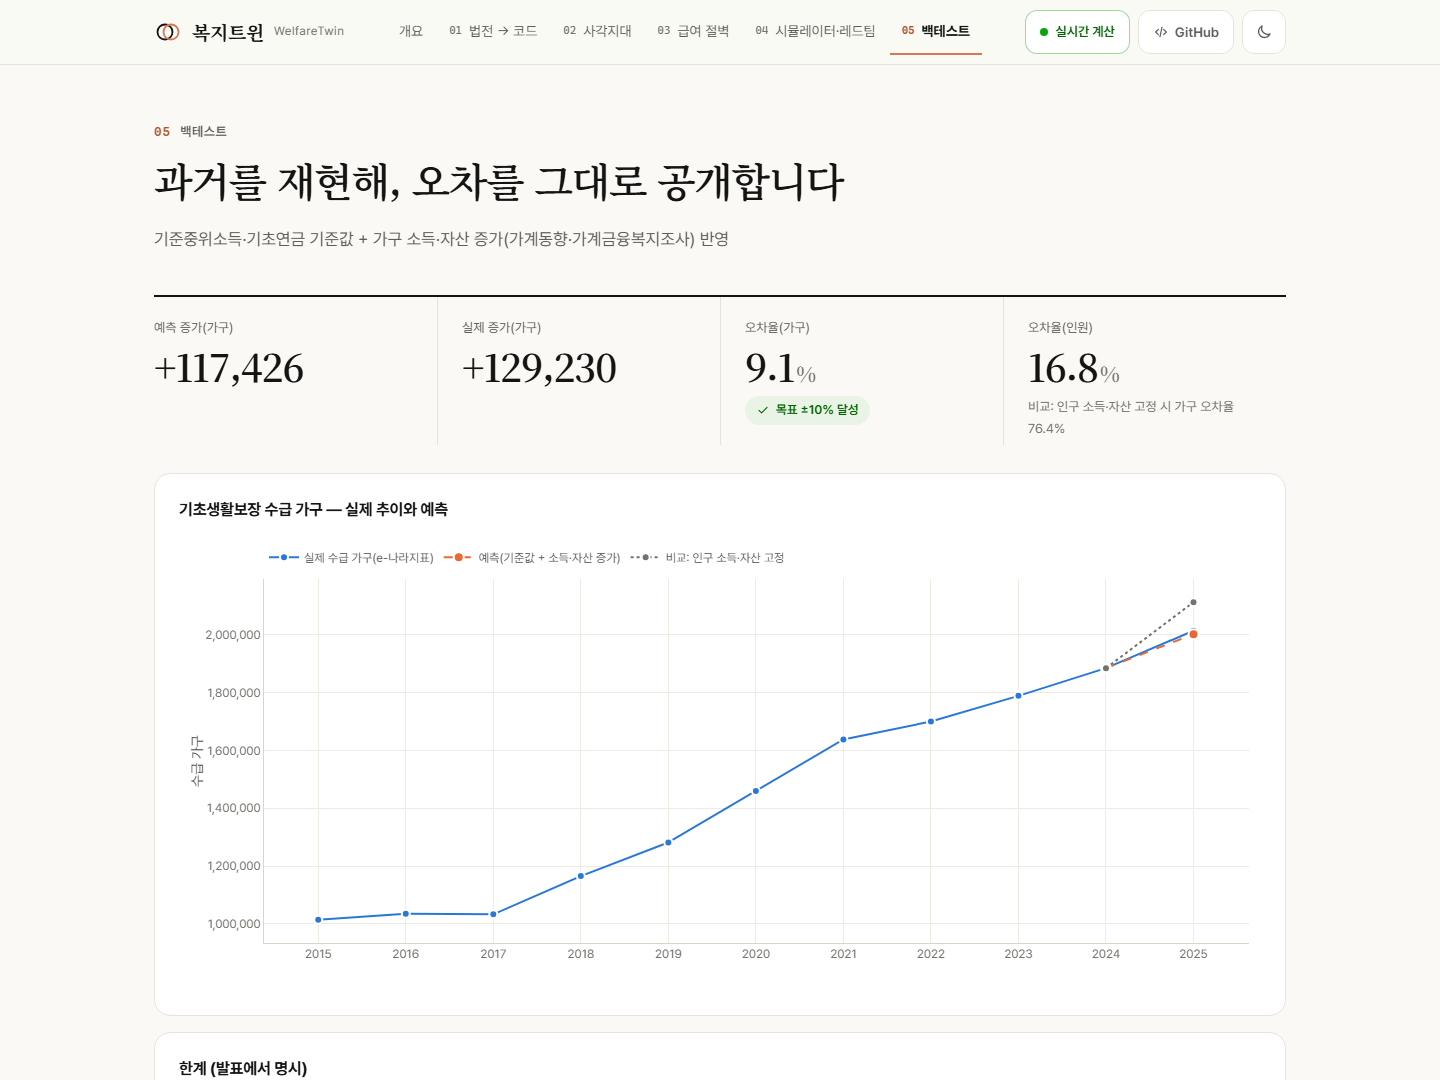 복지트윈 WelfareTwin 개요 01 법전 → 코드 02 사각지대 03 급여 절벽 04 시뮬레이터·레드팀 05 백테스트 실시간 계산 GitHub
05 백테스트
과거를 재현해, 오차를 그대로 공개합니다
기준중위소득·기초연금 기준값 + 가구 소득·자산 증가(가계동향·가계금융복지조사) 반영
예측 증가(가구)
+117,426
실제 증가(가구)
+129,230
오차율(가구)
9.1%
목표 ±10% 달성
오차율(인원)
16.8%
비교: 인구 소득·자산 고정 시 가구 오차율
76.4%
기초생활보장 수급 가구 — 실제 추이와 예측
실제 수급 가구(e-나라지표) 예측(기준값 + 소득·자산 증가) 비교: 인구 소득·자산 고정
수급 가구
2,000,000
1,800,000
1,600,000
1,400,000
1,200,000
1,000,000
2015 2016 2017 2018 2019 2020 2021 2022 2023 2024 2025
한계 (발표에서 명시)